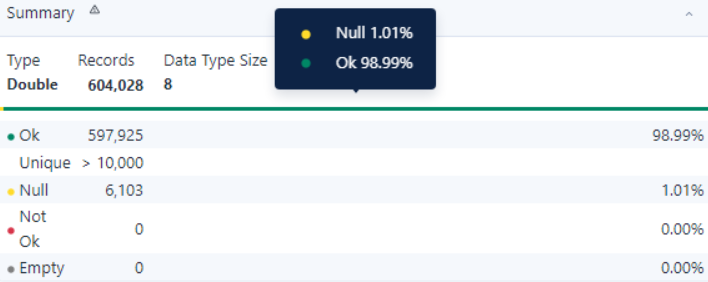 Summary
Null 1.01%
Ok 98.99%
Type Records Data Type Size
Double 604,028 8
Ok 597,925 98.99%
Unique > 10,000
Null 6,103 1.01%
Not
Ok 0 0.00%
Empty 0 0.00%